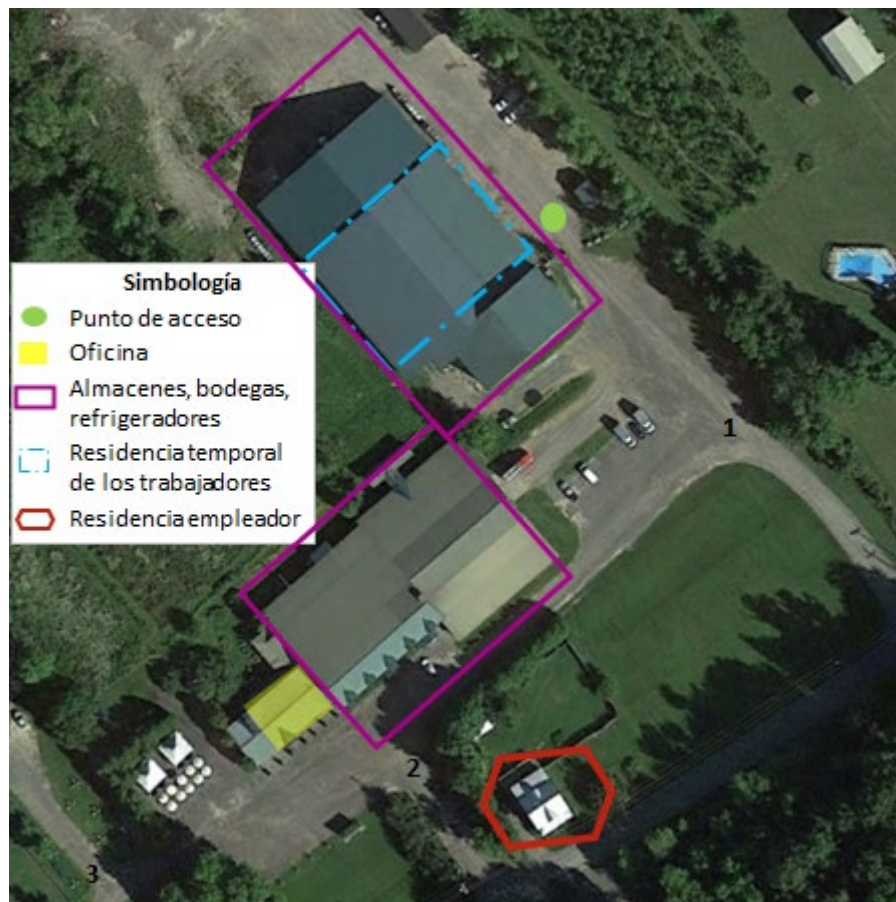 Simbología
Punto de acceso
Oficina
Almacenes, bodegas,
refrigeradores
Residencia temporal
de los trabajadores
Residencia empleador
1
2
3